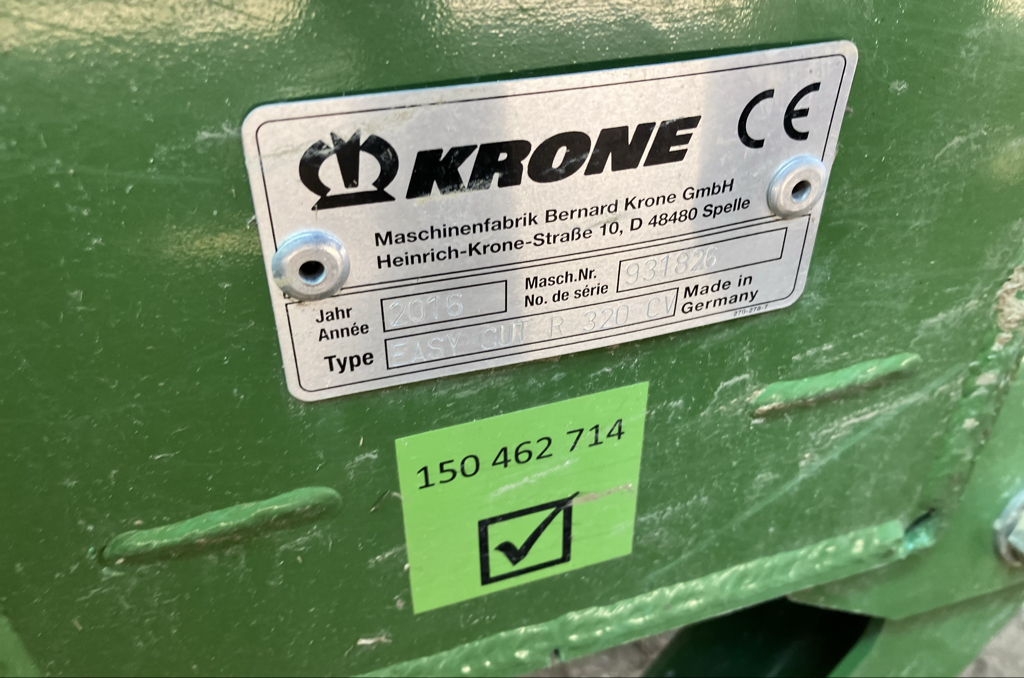 KRONE CE
Maschinenfabrik Bernard Krone GmbH
Heinrich-Krone-Straße 10, D 48480 Spelle
Jahr
Année
2016
Masch.Nr.
No. de série
931826
Type
EASY CUT R 320 CV
Made in
Germany
150 462 714